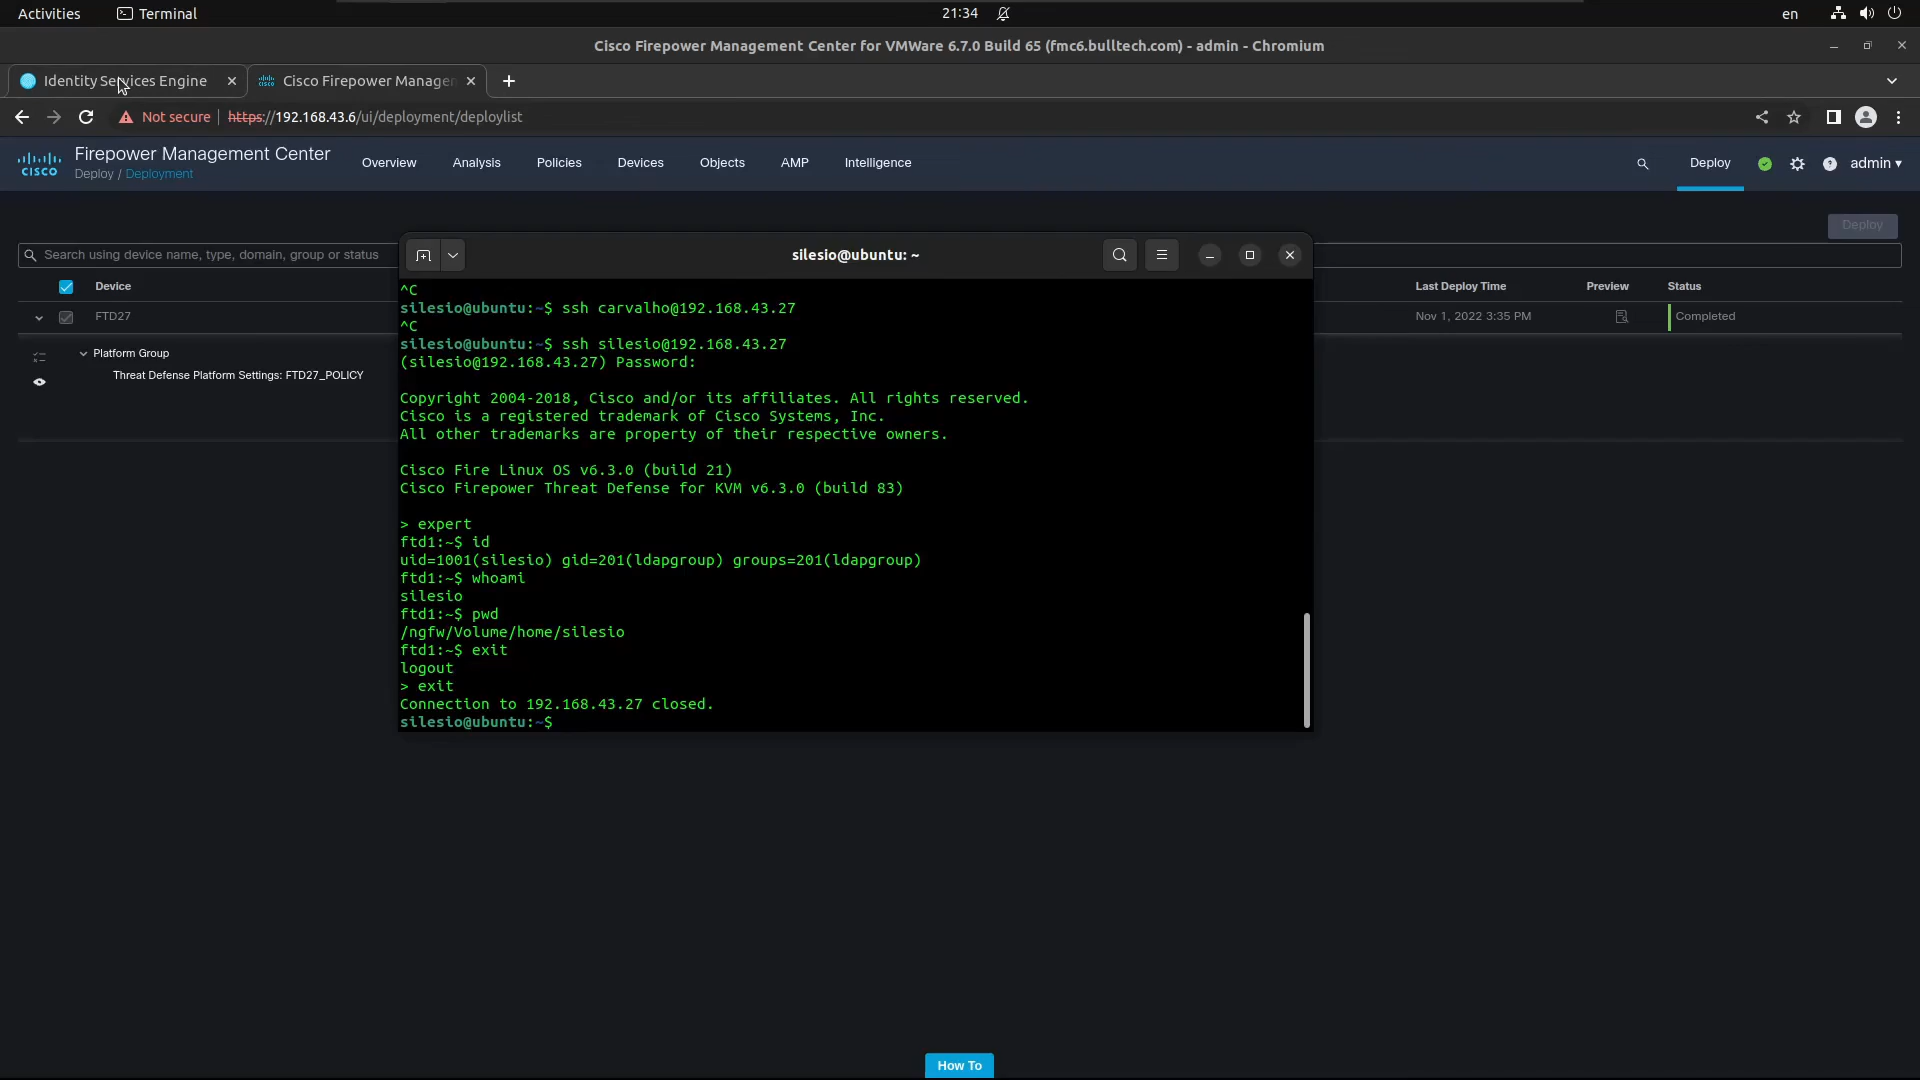 Activities
Terminal
21:34
en
Cisco Firepower Management Center for VMWare 6.7.0 Build 65 (fmc6.bulltech.com) - admin - Chromium
Identity Services Engine
Cisco Firepower Manager
Not secure
https://192.168.43.6/ui/deployment/deploylist
cisco
Firepower Management Center
Deploy / Deployment
Overview
Analysis
Policies
Devices
Objects
AMP
Intelligence
Deploy
admin
Deploy
Search using device name, type, domain, group or status
Device
Last Deploy Time
Preview
Status
FTD27
Nov 1, 2022 3:35 PM
Completed
Platform Group
Threat Defense Platform Settings: FTD27_POLICY
silesio@ubuntu: ~
^C
silesio@ubuntu:~$ ssh carvalho@192.168.43.27
^C
silesio@ubuntu:~$ ssh silesio@192.168.43.27
(silesio@192.168.43.27) Password:
Copyright 2004-2018, Cisco and/or its affiliates. All rights reserved.
Cisco is a registered trademark of Cisco Systems, Inc.
All other trademarks are property of their respective owners.
Cisco Fire Linux OS v6.3.0 (build 21)
Cisco Firepower Threat Defense for KVM v6.3.0 (build 83)
> expert
ftd1:~$ id
uid=1001(silesio) gid=201(ldapgroup) groups=201(ldapgroup)
ftd1:~$ whoami
silesio
ftd1:~$ pwd
/ngfw/Volume/home/silesio
ftd1:~$ exit
logout
> exit
Connection to 192.168.43.27 closed.
silesio@ubuntu:~$
How To